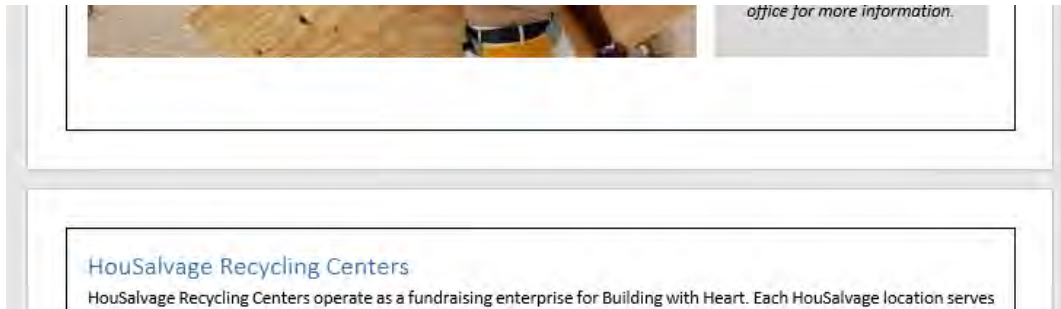 office for more information.
HouSalvage Recycling Centers
HouSalvage Recycling Centers operate as a fundraising enterprise for Building with Heart. Each HouSalvage location serves